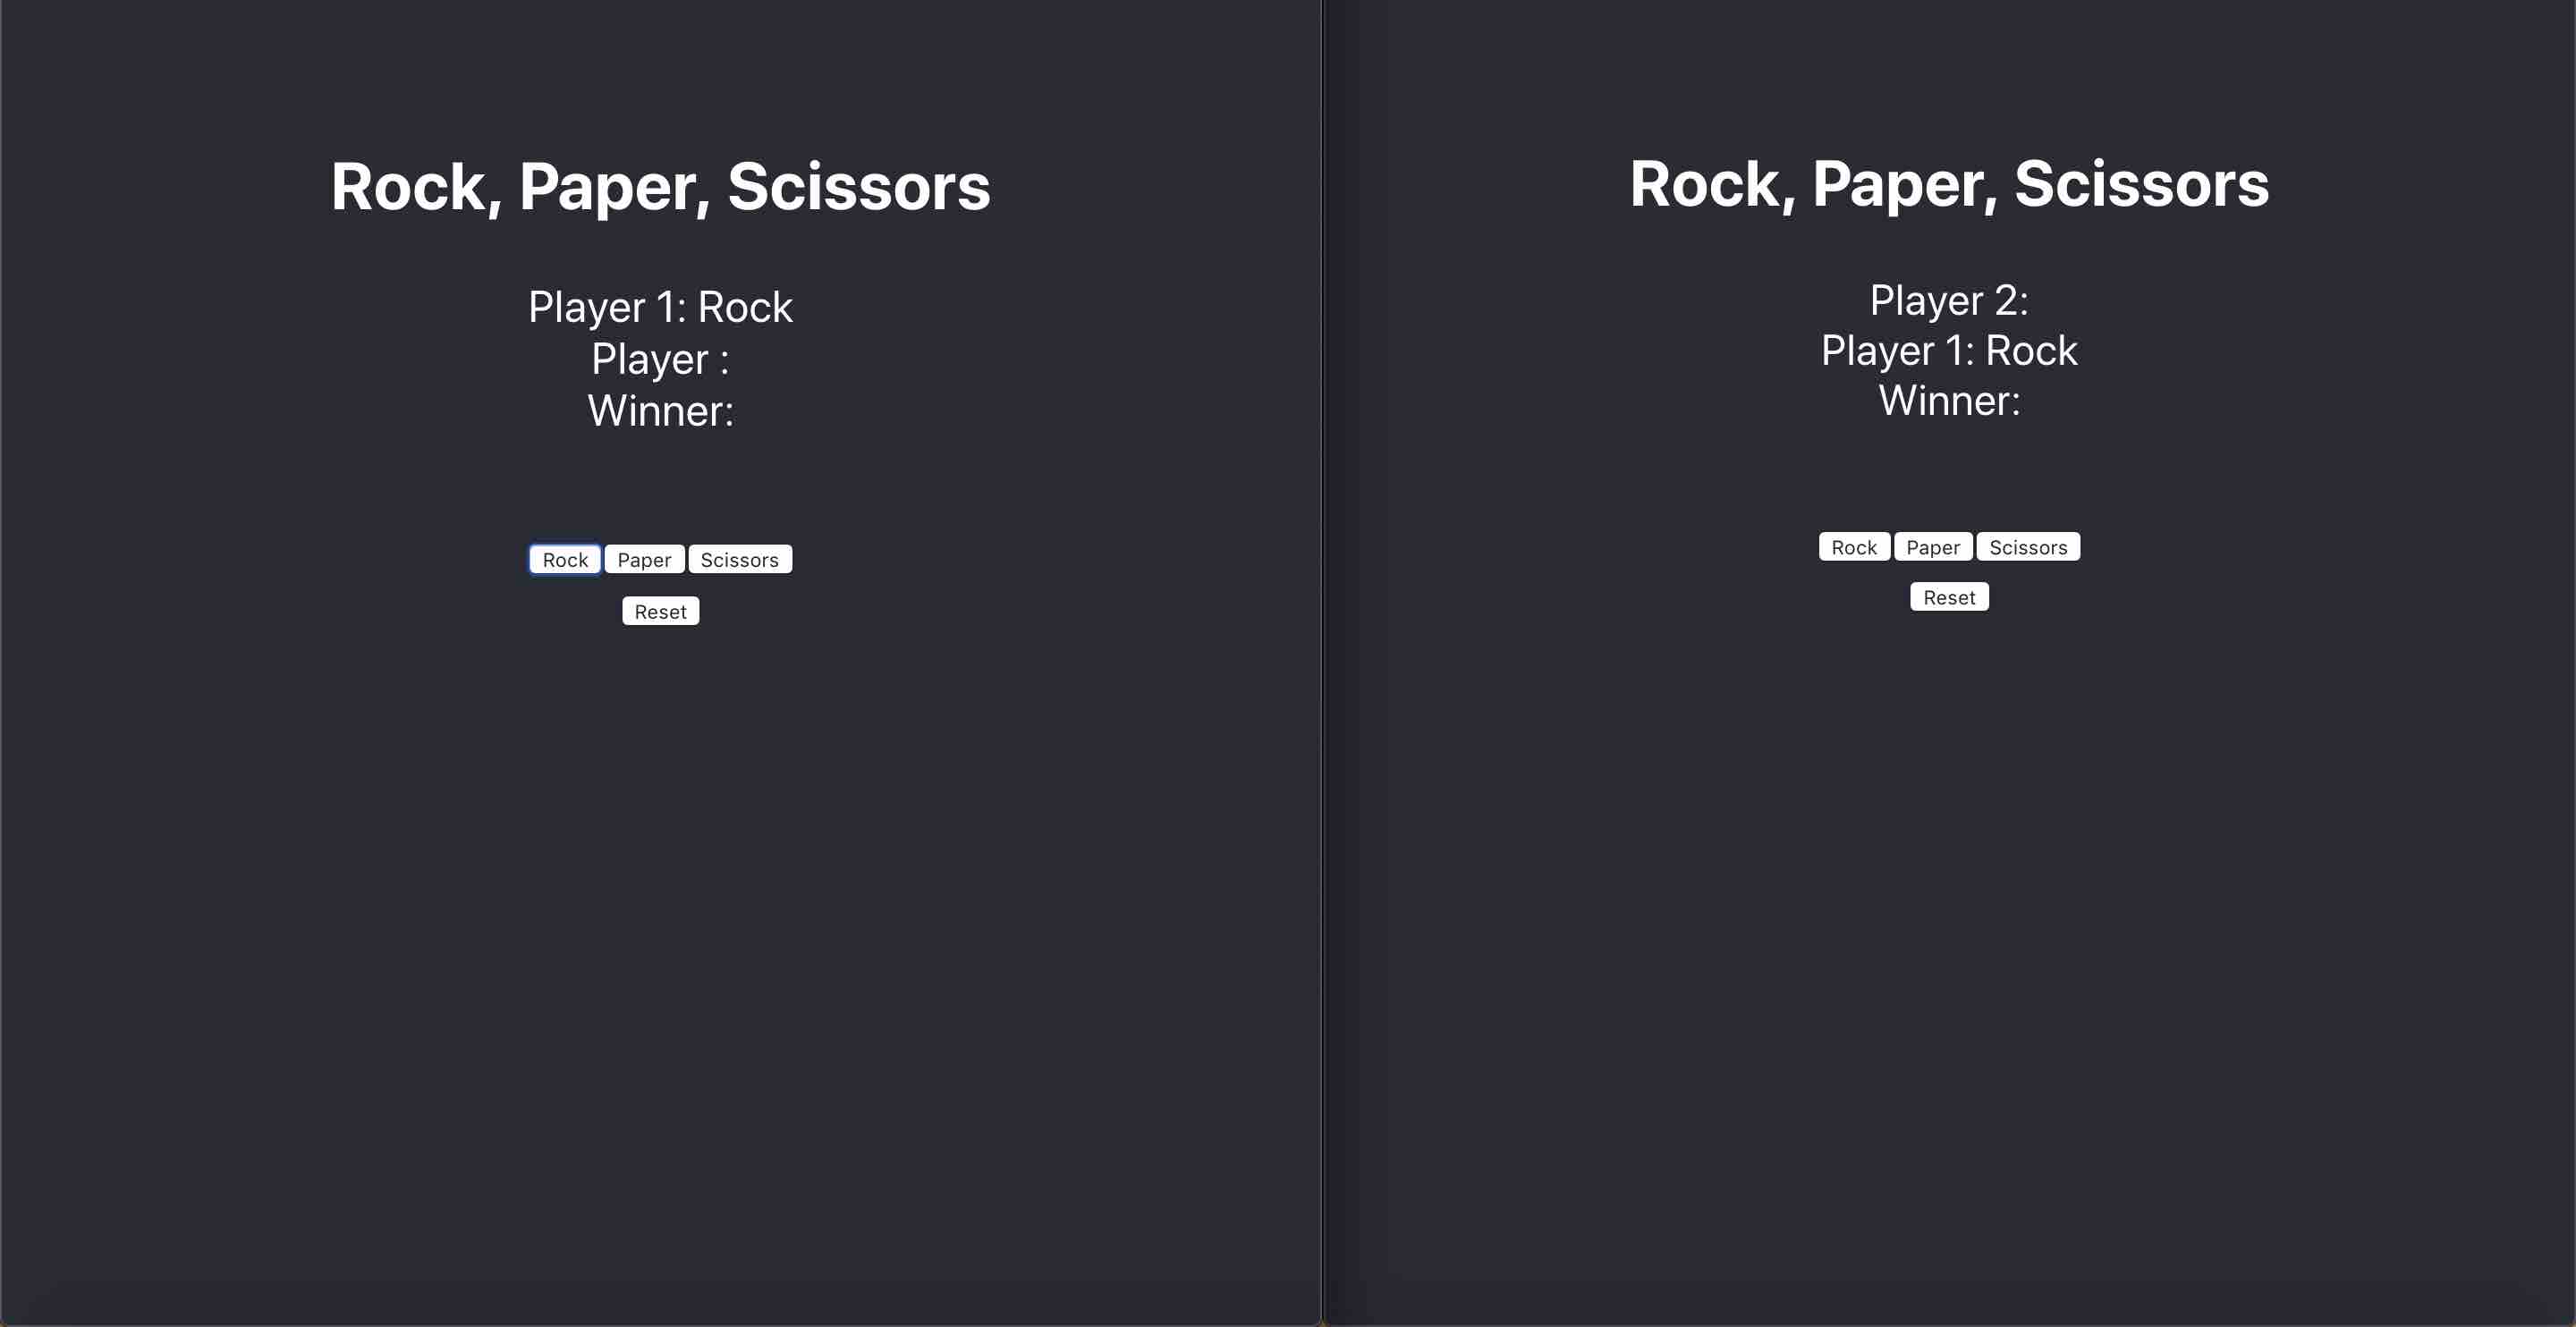 Rock, Paper, Scissors
Player 1: Rock
Player :
Winner:
Rock Paper Scissors
Reset
Rock, Paper, Scissors
Player 2:
Player 1: Rock
Winner:
Rock Paper Scissors
Reset